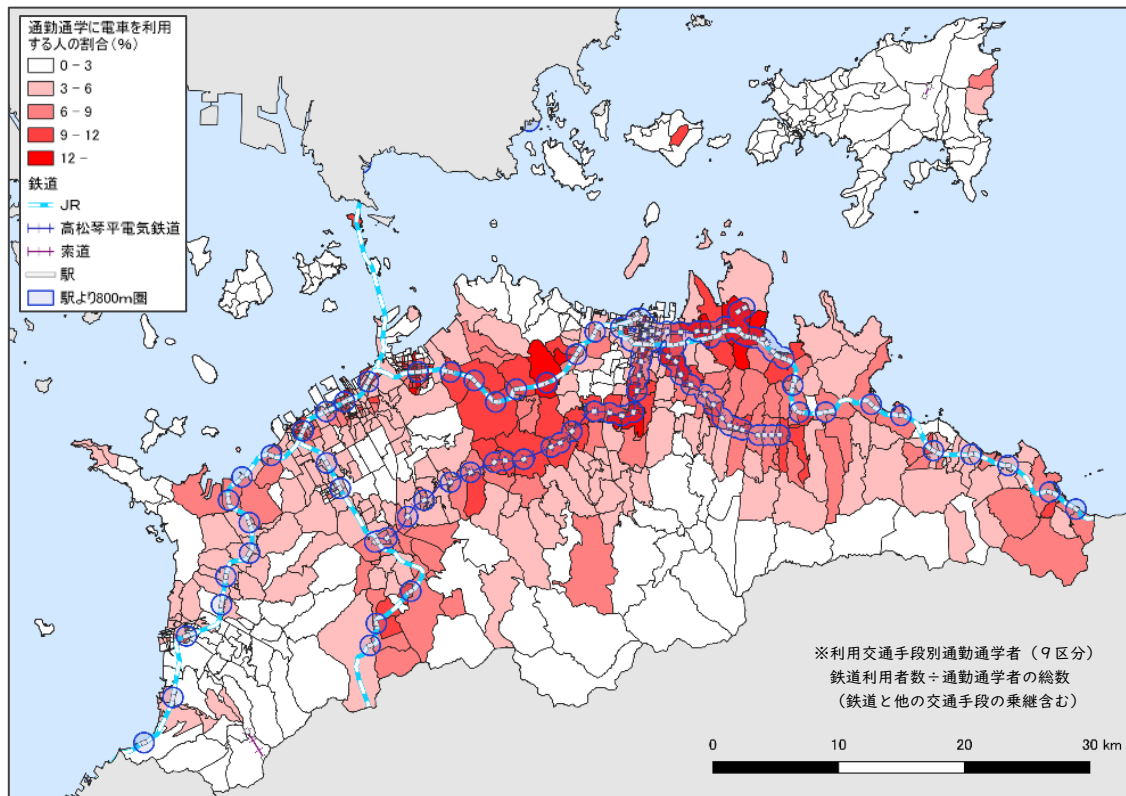 通勤通学に電車を利用
する人の割合(%)
0-3
3-6
6-9
9-12
12-
鉄道
JR
高松琴平電気鉄道
索道
駅
駅より800m圏
※利用交通手段別通勤通学者(9区分)
鉄道利用者数÷通勤通学者の総数
(鉄道と他の交通手段の乗継含む)
0 10 20 30 km